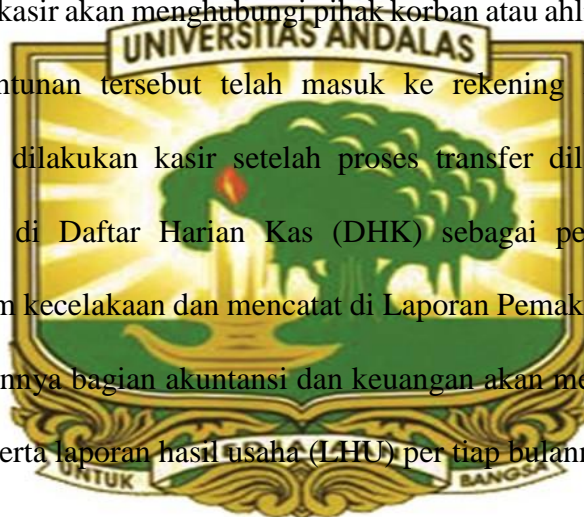 kasir akan menghubungi pihak korban atau ahl
UNIVERSITAS ANDALAS
ntunan tersebut telah masuk ke rekening
dilakukan kasir setelah proses transfer dil
di Daftar Harian Kas (DHK) sebagai pe
m kecelakaan dan mencatat di Laporan Pemak
nnya bagian akuntansi dan keuangan akan me
erta laporan hasil usaha (LHU) per tiap bulann
UNTUK BANGSA